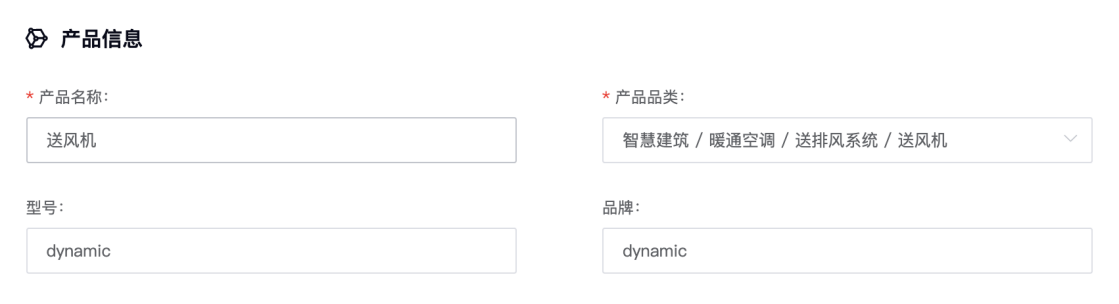 产品信息
* 产品名称:
* 产品品类:
送风机
智慧建筑 / 暖通空调 / 送排风系统 / 送风机
型号:
品牌:
dynamic
dynamic